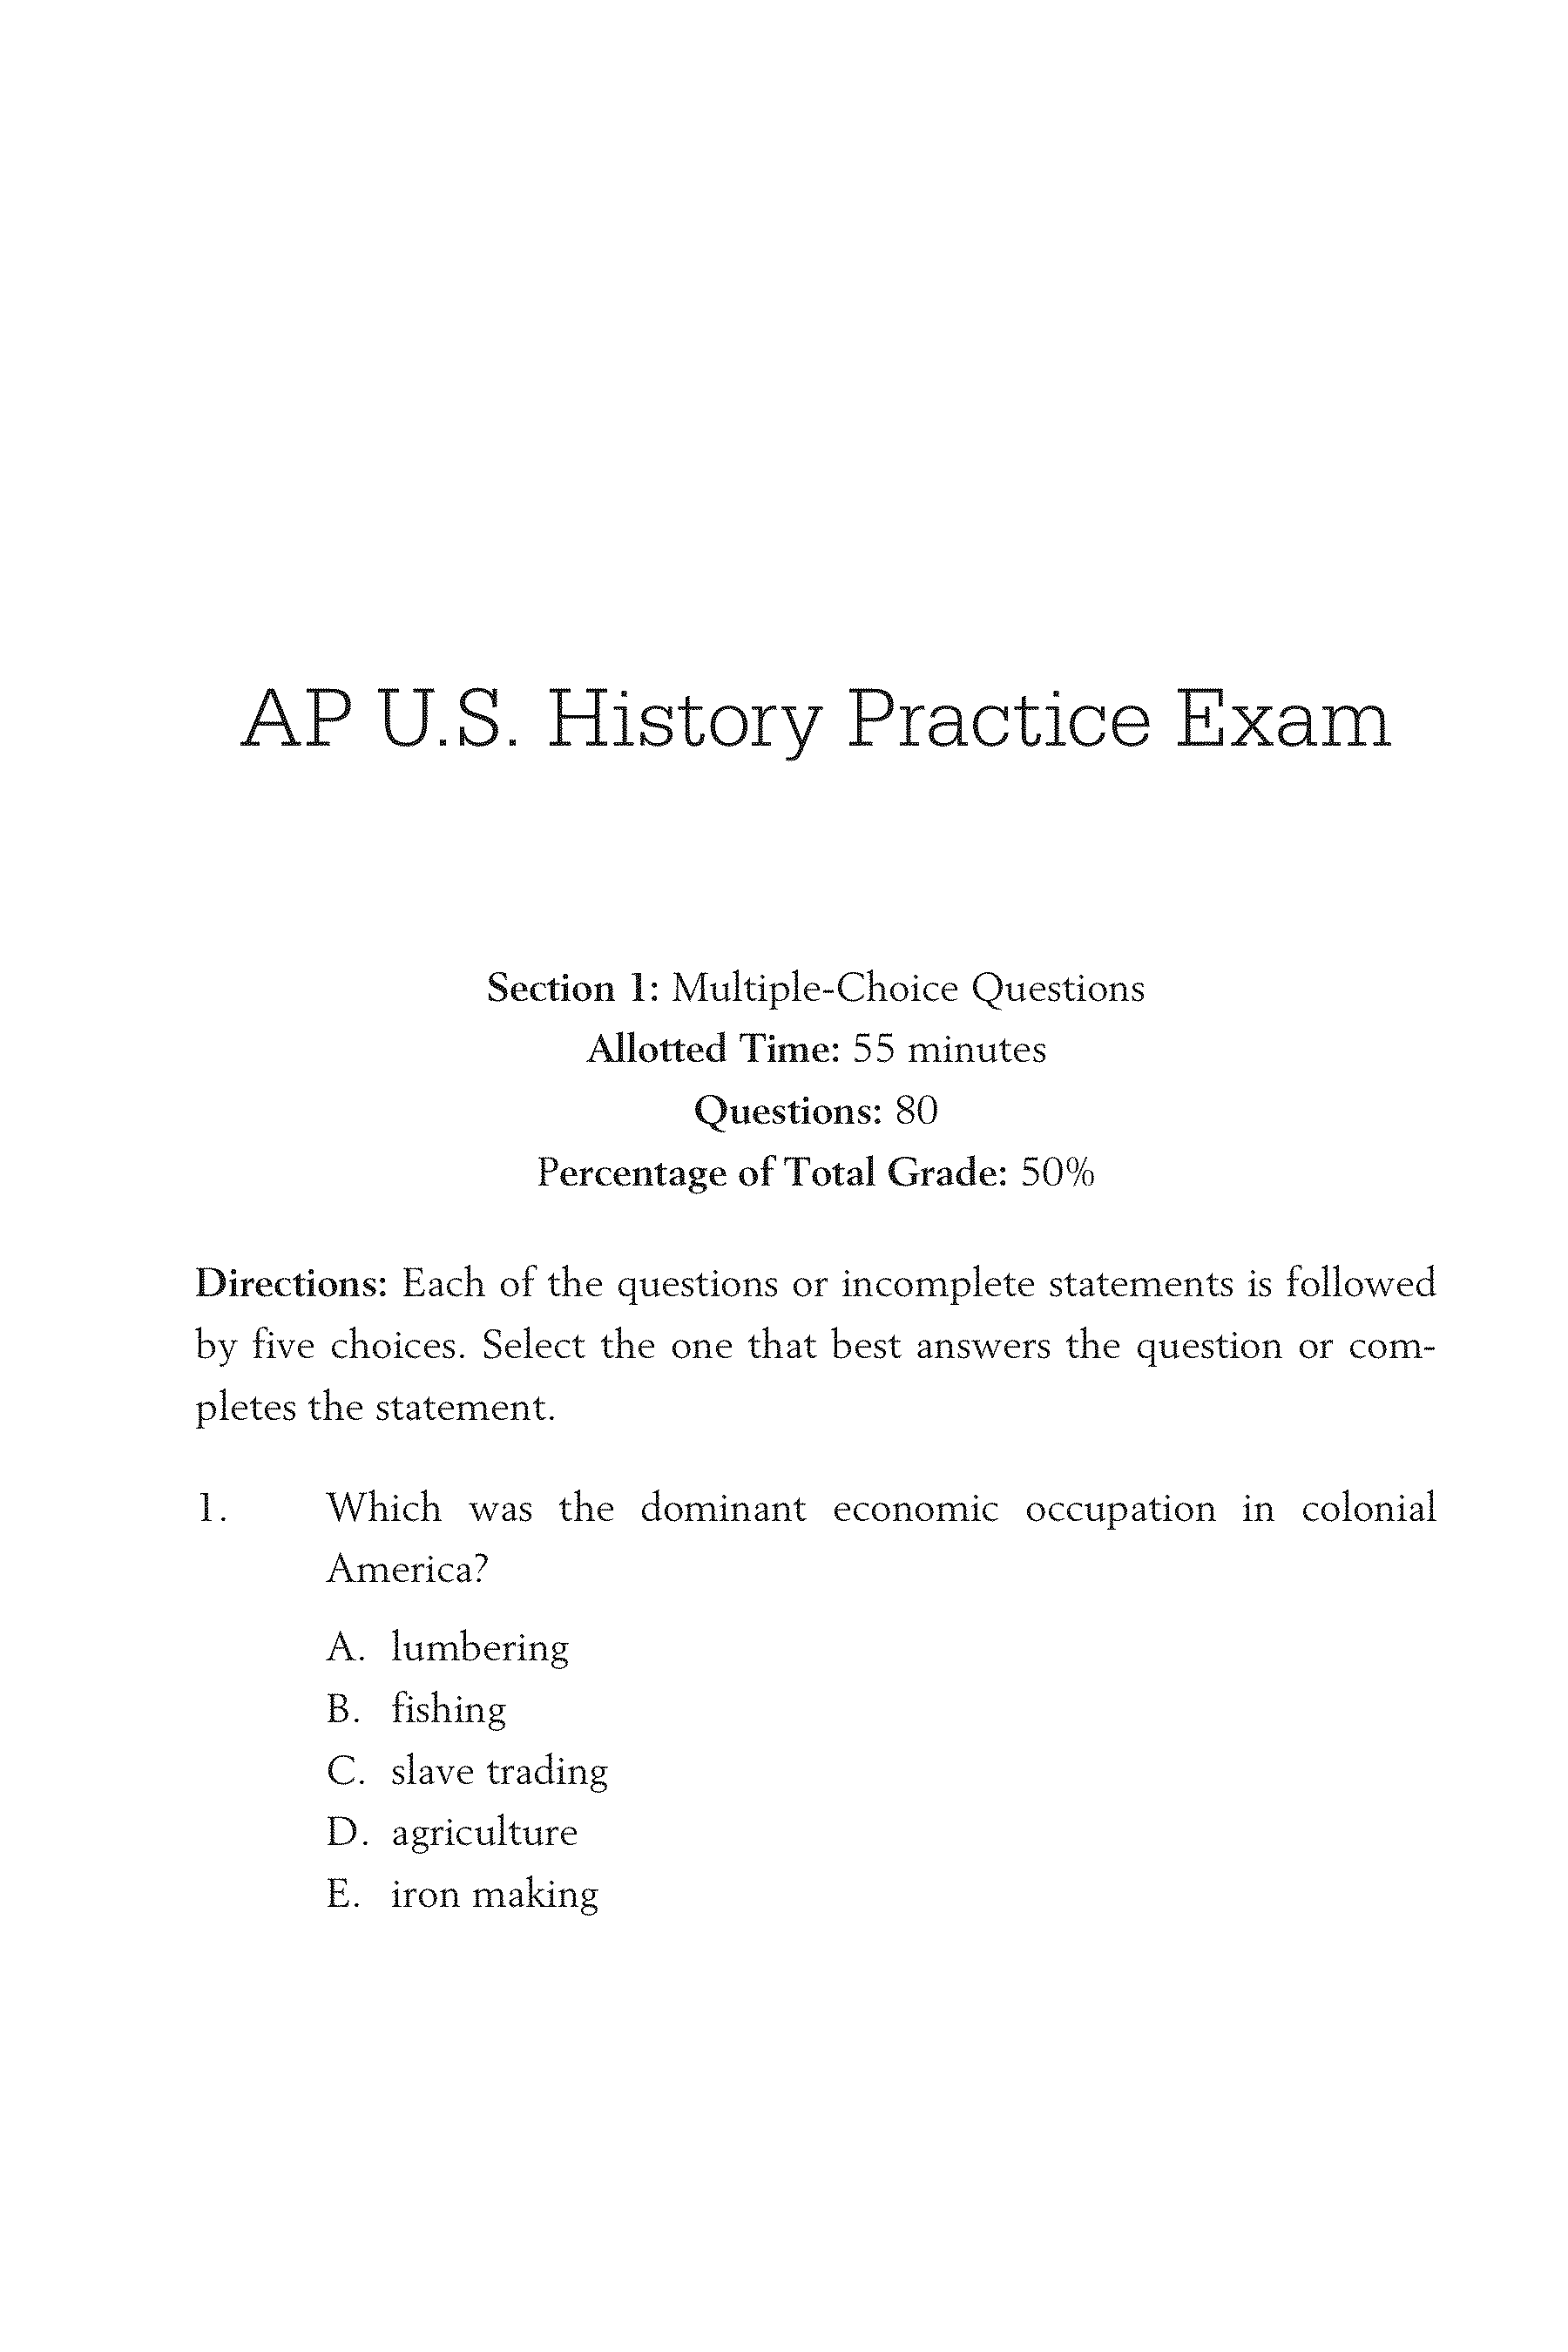 AP U.S. History Practice Exam
Section 1: Multiple-Choice Questions
Allotted Time: 55 minutes
Questions: 80
Percentage of Total Grade: 50%
Directions: Each of the questions or incomplete statements is followed
by five choices. Select the one that best answers the question or com-
pletes the statement.
1. Which was the dominant economic occupation in colonial
America?
A. lumbering
B. fishing
C. slave trading
D. agriculture
E. iron making